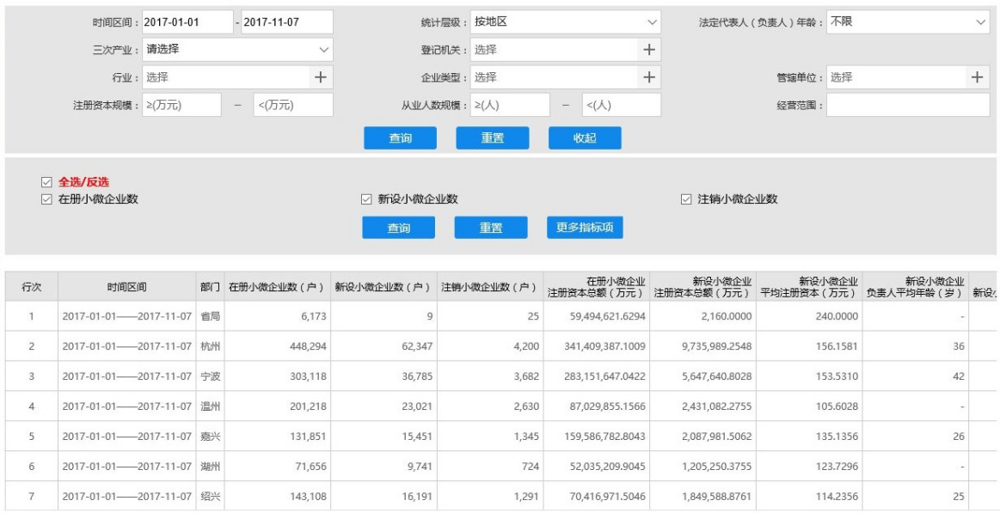 时间区间： 2017-01-01 - 2017-11-07 统计层级： 按地区 法定代表人（负责人）年龄： 不限
三次产业： 请选择 登记机关： 选择
行业： 选择 企业类型： 选择 管辖单位： 选择
注册资本规模： ≥(万元) – <(万元) 从业人数规模： ≥(人) – <(人) 经营范围：
查询 重置 收起
全选/反选
在册小微企业数 新设小微企业数 注销小微企业数
查询 重置 更多指标项
行次 时间区间 部门 在册小微企业数（户） 新设小微企业数（户） 注销小微企业数（户） 在册小微企业注册资本总额（万元） 新设小微企业注册资本总额（万元） 新设小微企业平均注册资本（万元） 新设小微企业负责人平均年龄（岁） 新设
1 2017-01-01——2017-11-07 省局 6,173 9 25 59,494,621.6294 2,160.0000 240.0000 -
2 2017-01-01——2017-11-07 杭州 448,294 62,347 4,200 341,409,387.1009 9,735,989.2548 156.1581 36
3 2017-01-01——2017-11-07 宁波 303,118 36,785 3,682 283,151,647.0422 5,647,640.8028 153.5310 42
4 2017-01-01——2017-11-07 温州 201,218 23,021 2,630 87,029,855.1566 2,431,082.2755 105.6028 -
5 2017-01-01——2017-11-07 嘉兴 131,851 15,451 1,345 159,586,782.8043 2,087,981.5062 135.1356 26
6 2017-01-01——2017-11-07 湖州 71,656 9,741 724 52,035,209.9045 1,205,250.3755 123.7296 -
7 2017-01-01——2017-11-07 绍兴 143,108 16,191 1,291 70,416,971.5046 1,849,588.8761 114.2356 25